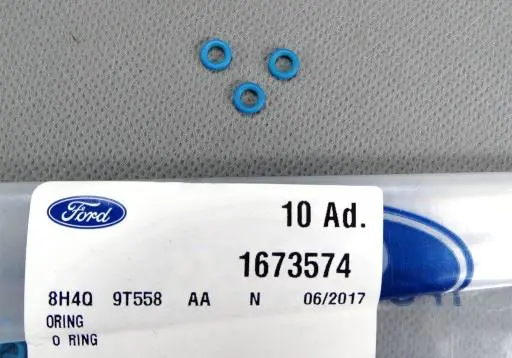 Ford
10 Ad.
1673574
8H4Q 9T558 AA N 06/2017
ORING
O RING